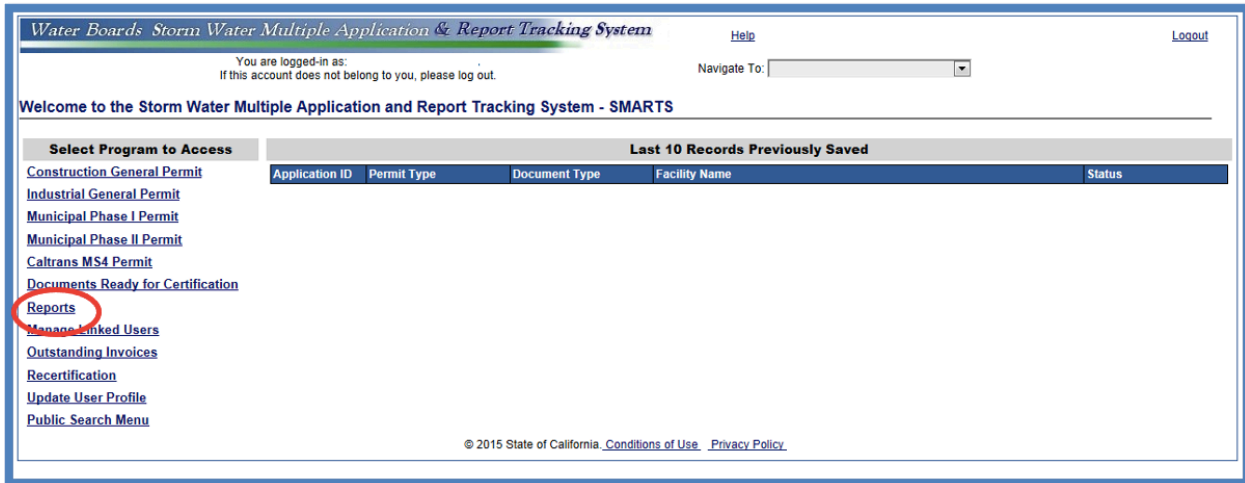 Water Boards Storm Water Multiple Application & Report Tracking System
Help
Logout
You are logged-in as: .
If this account does not belong to you, please log out.
Navigate To:
Welcome to the Storm Water Multiple Application and Report Tracking System - SMARTS
Select Program to Access
Last 10 Records Previously Saved
Construction General Permit
Application ID Permit Type Document Type Facility Name Status
Industrial General Permit
Municipal Phase I Permit
Municipal Phase II Permit
Caltrans MS4 Permit
Documents Ready for Certification
Reports
Manage Linked Users
Outstanding Invoices
Recertification
Update User Profile
Public Search Menu
© 2015 State of California. Conditions of Use Privacy Policy